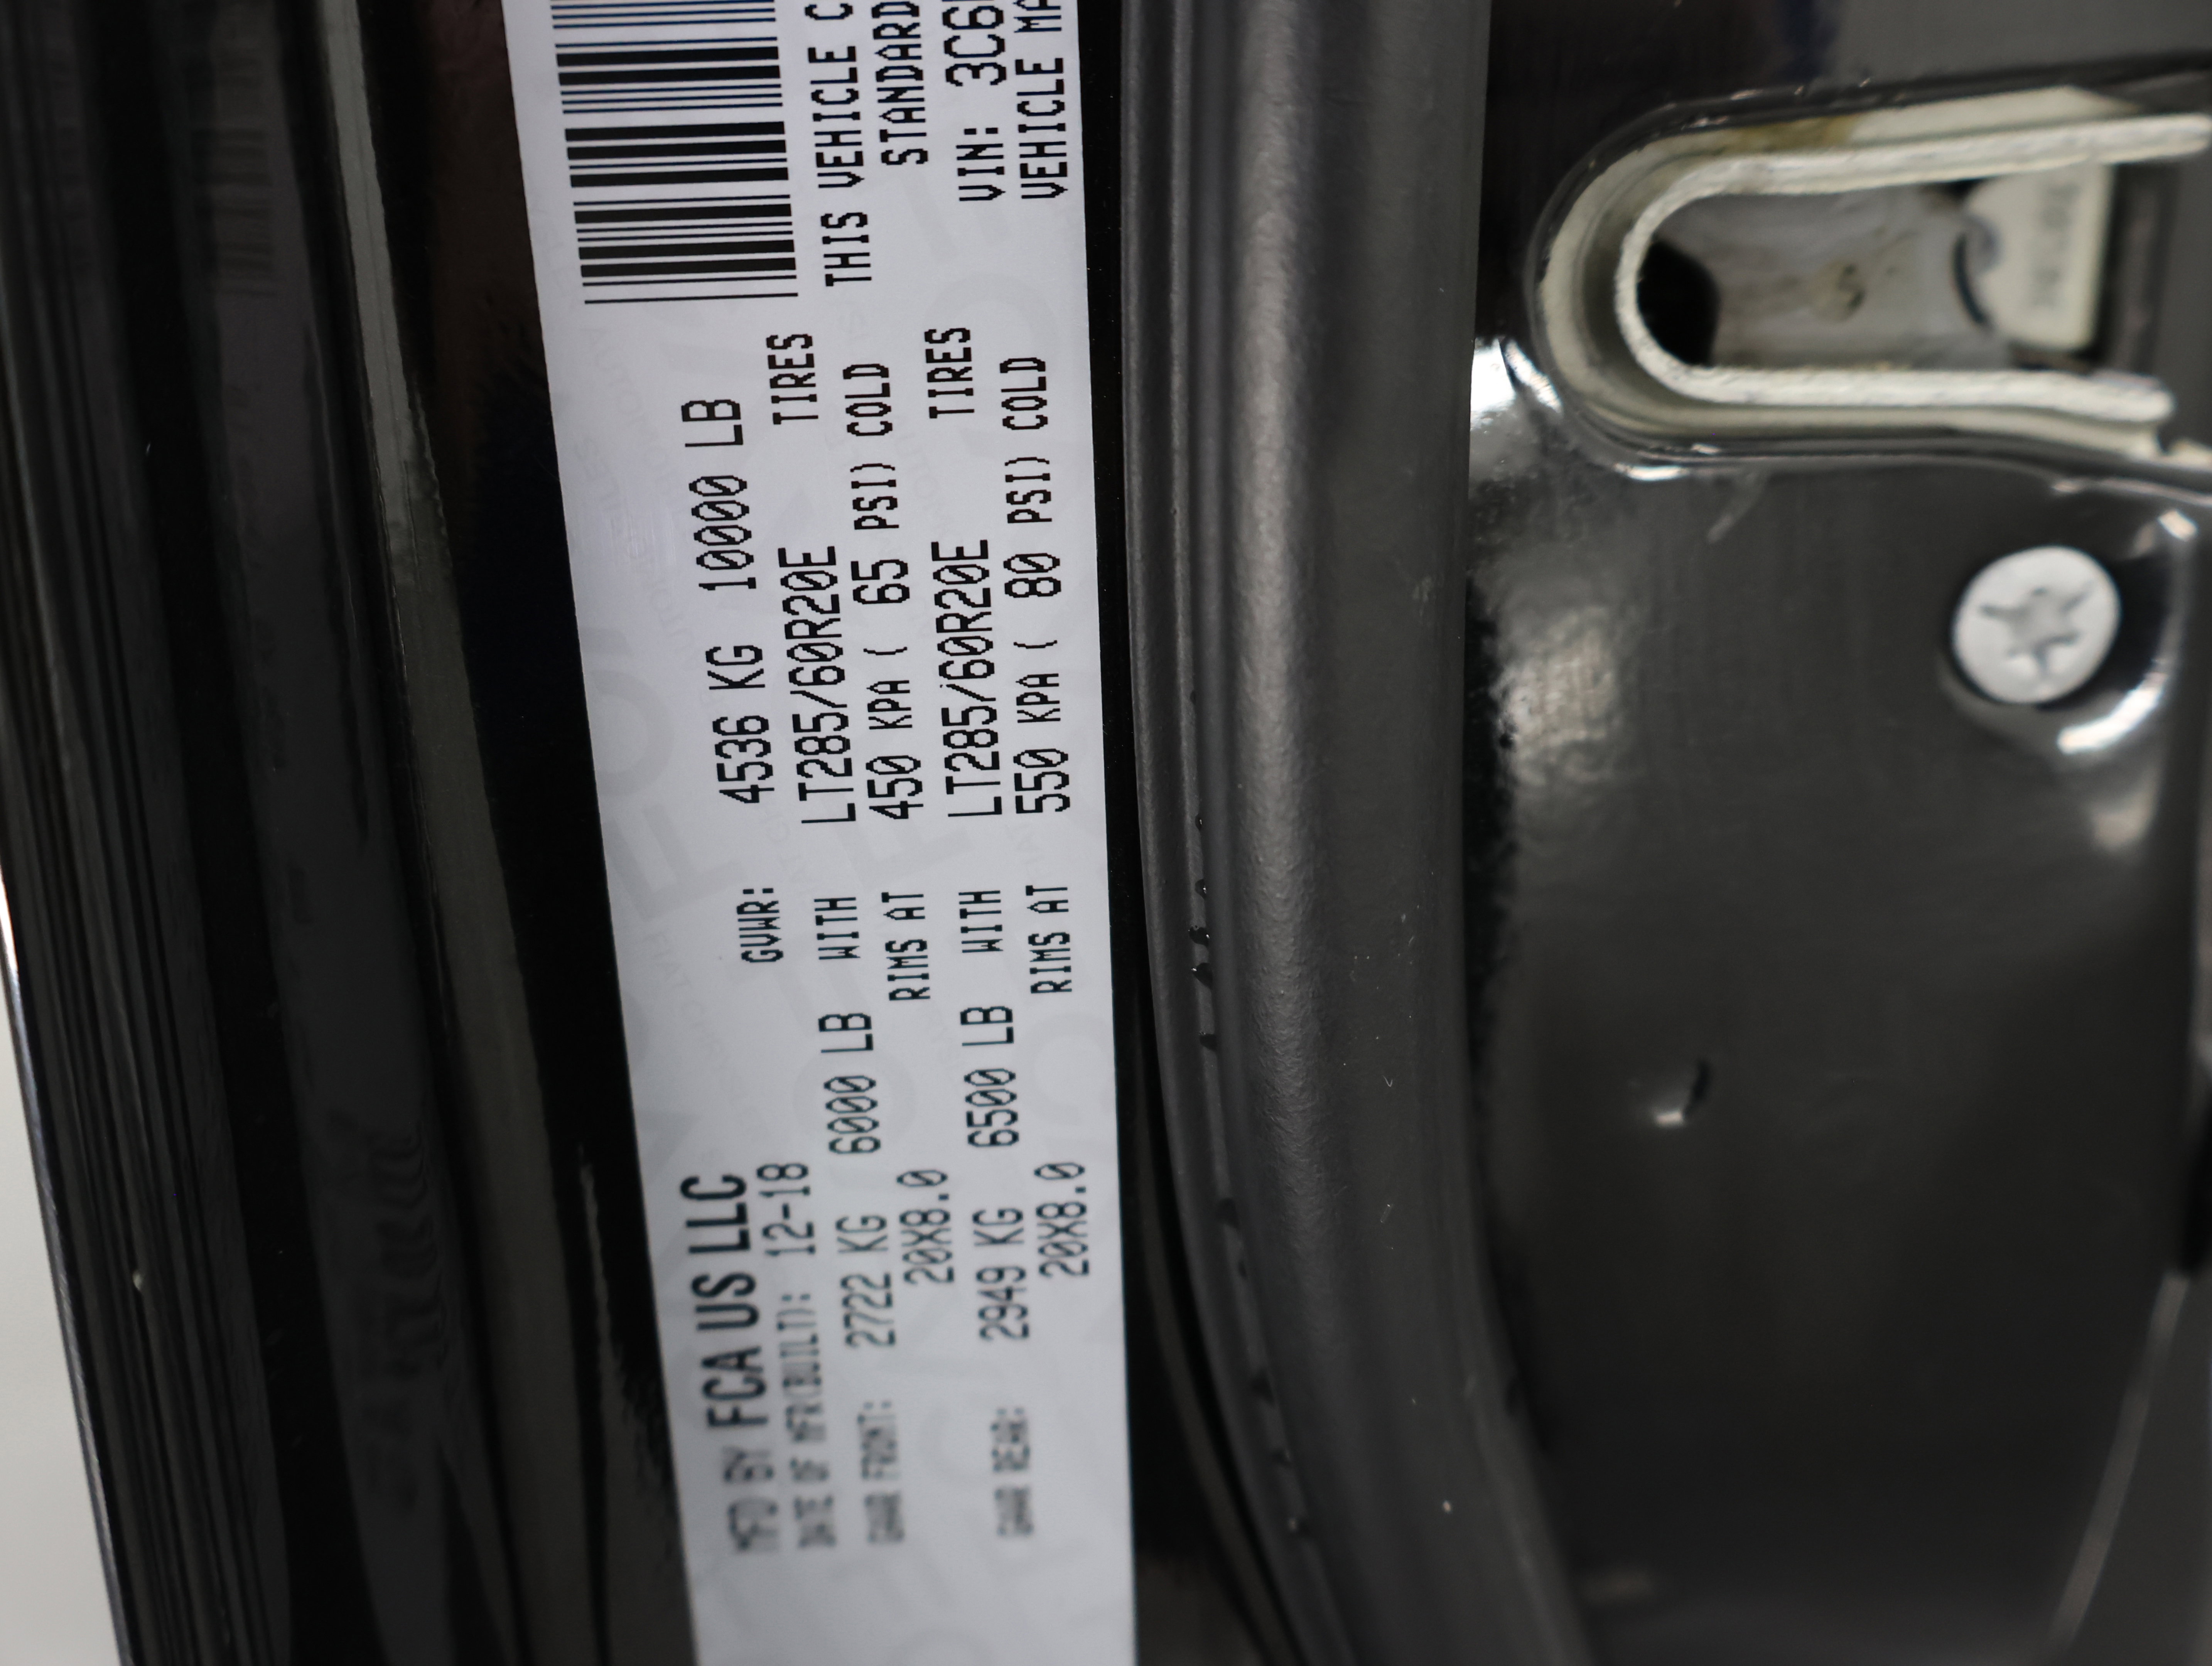 MFD BY FCA US LLC
DATE OF MFR(BUILT): 12-18 GVWR: 4536 KG 10000 LB
GAWR FRONT: 2722 KG 6000 LB WITH LT285/60R20E TIRES
20X8.0 RIMS AT 450 KPA ( 65 PSI) COLD
GAWR REAR: 2949 KG 6500 LB WITH LT285/60R20E TIRES
20X8.0 RIMS AT 550 KPA ( 80 PSI) COLD
THIS VEHICLE C
STANDARD
VIN: 3C6
VEHICLE MA